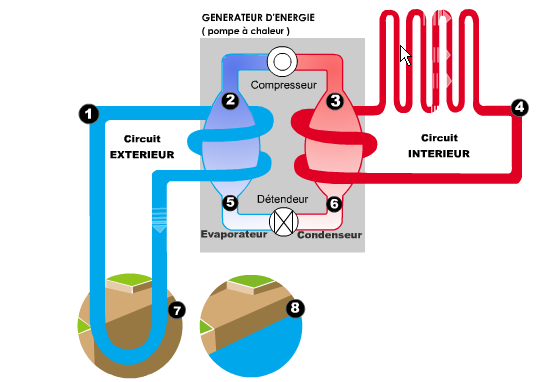 GENERATEUR D'ENERGIE
( pompe à chaleur )
Compresseur
1
2
3
4
Circuit
EXTERIEUR
Circuit
INTERIEUR
Détendeur
5
6
Evaporateur
Condenseur
7
8